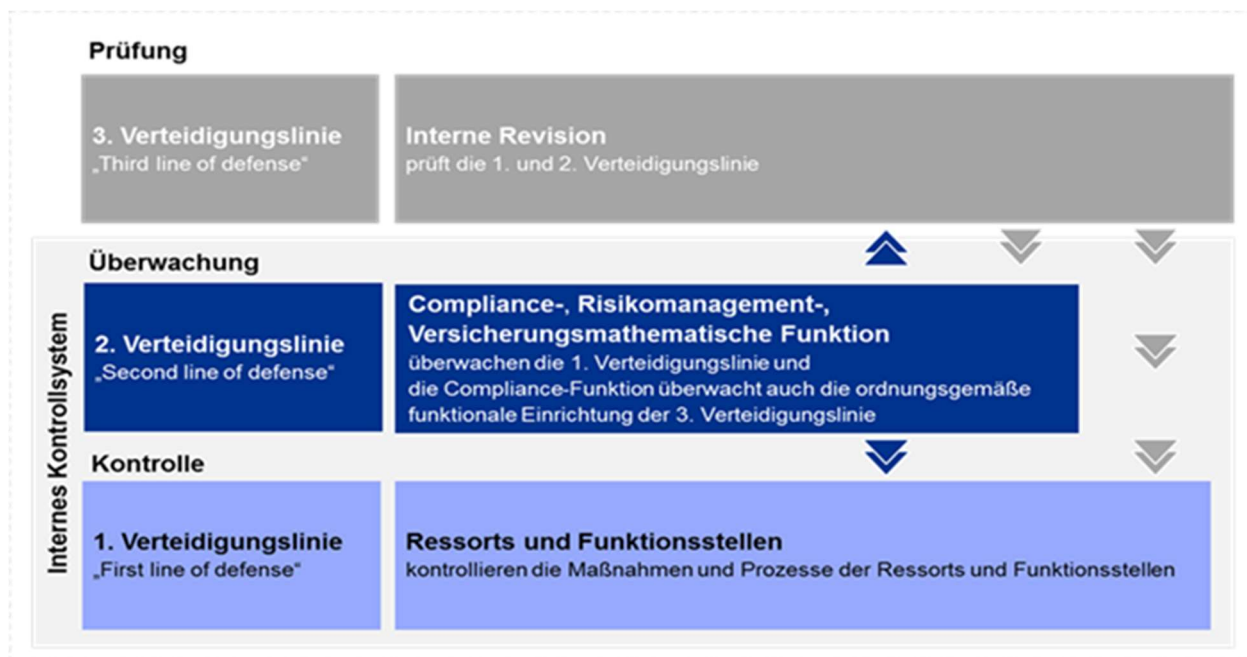 Prüfung
3. Verteidigungslinie
„Third line of defense“
Interne Revision
prüft die 1. und 2. Verteidigungslinie
Internes Kontrollsystem
Überwachung
2. Verteidigungslinie
„Second line of defense“
Compliance-, Risikomanagement-,
Versicherungsmathematische Funktion
überwachen die 1. Verteidigungslinie und
die Compliance-Funktion überwacht auch die ordnungsgemäße
funktionale Einrichtung der 3. Verteidigungslinie
Kontrolle
1. Verteidigungslinie
„First line of defense“
Ressorts und Funktionsstellen
kontrollieren die Maßnahmen und Prozesse der Ressorts und Funktionsstellen